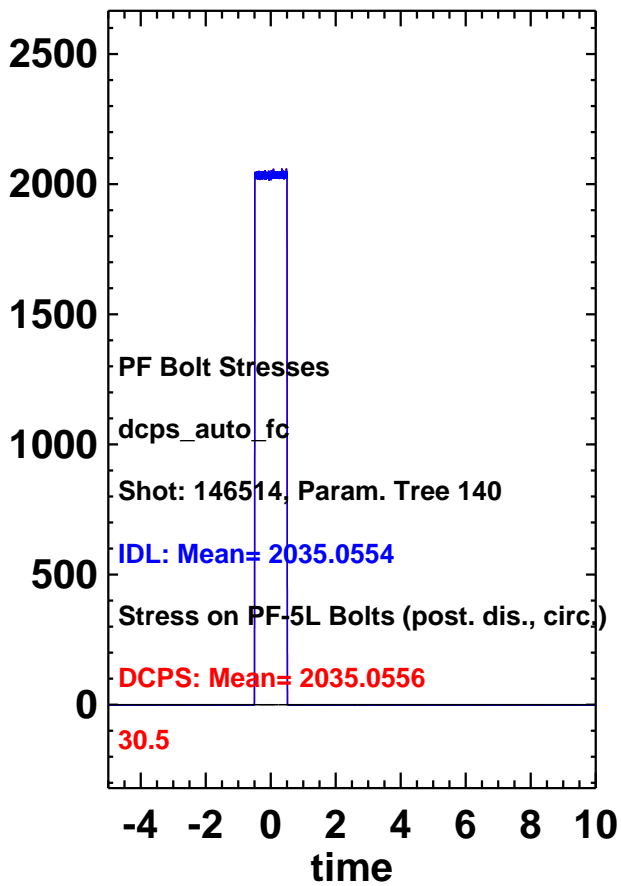 2500
2000
1500
PF Bolt Stresses
dcps_auto_fc
1000
Shot: 146514, Param. Tree 140
IDL: Mean= 2035.0554
500
Stress on PF-5L Bolts (post. dis., circ.)
DCPS: Mean= 2035.0556
0
30.5
-4 -2 0 2 4 6 8 10
time